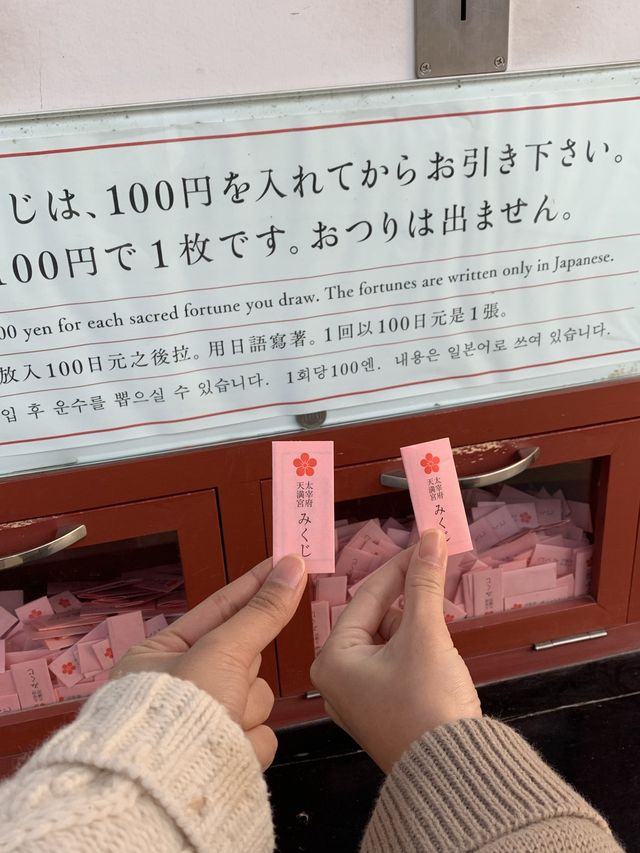 じは、100円を入れてからお引き下さい。
100円で1枚です。おつりは出ません。
00 yen for each sacred fortune you draw. The fortunes are written only in Japanese.
放入100日元之後拉。用日語寫著。1回以100日元是1張。
입 후 운수를 뽑으실 수 있습니다. 1회당100엔. 내용은 일본어로 쓰여 있습니다.
太宰府
天満宮
みくじ
太宰府
天満宮
みくじ